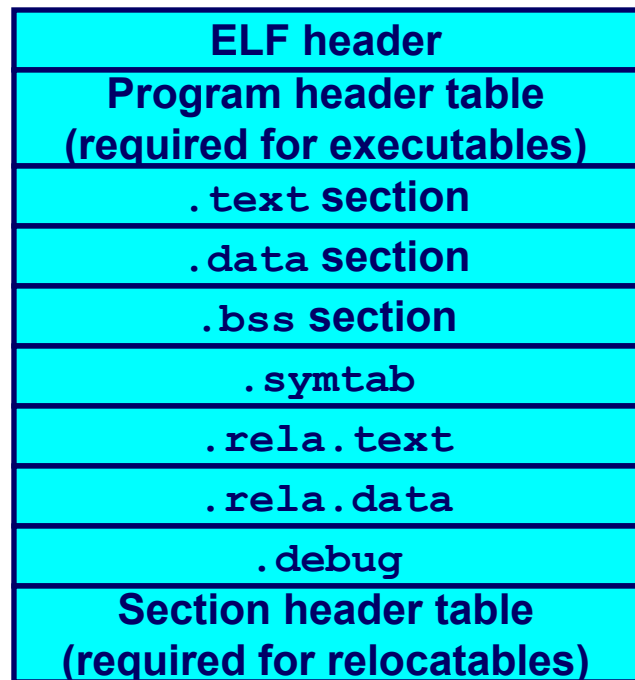 ELF header
Program header table
(required for executables)
.text section
.data section
.bss section
.symtab
.rela.text
.rela.data
.debug
Section header table
(required for relocatables)